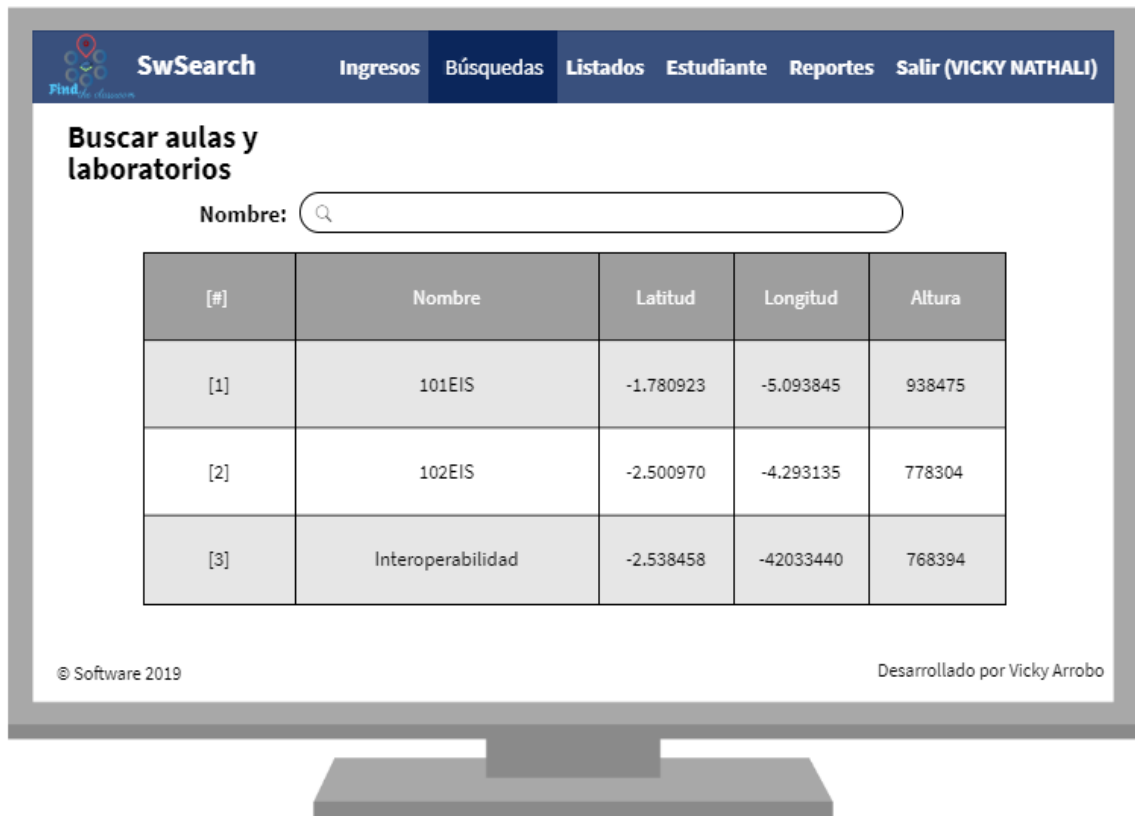 SwSearch Ingresos Búsquedas Listados Estudiante Reportes Salir (VICKY NATHALI)
Find the classroom
Buscar aulas y
laboratorios
Nombre:
[#] Nombre Latitud Longitud Altura
[1] 101EIS -1.780923 -5.093845 938475
[2] 102EIS -2.500970 -4.293135 778304
[3] Interoperabilidad -2.538458 -42033440 768394
© Software 2019 Desarrollado por Vicky Arrobo